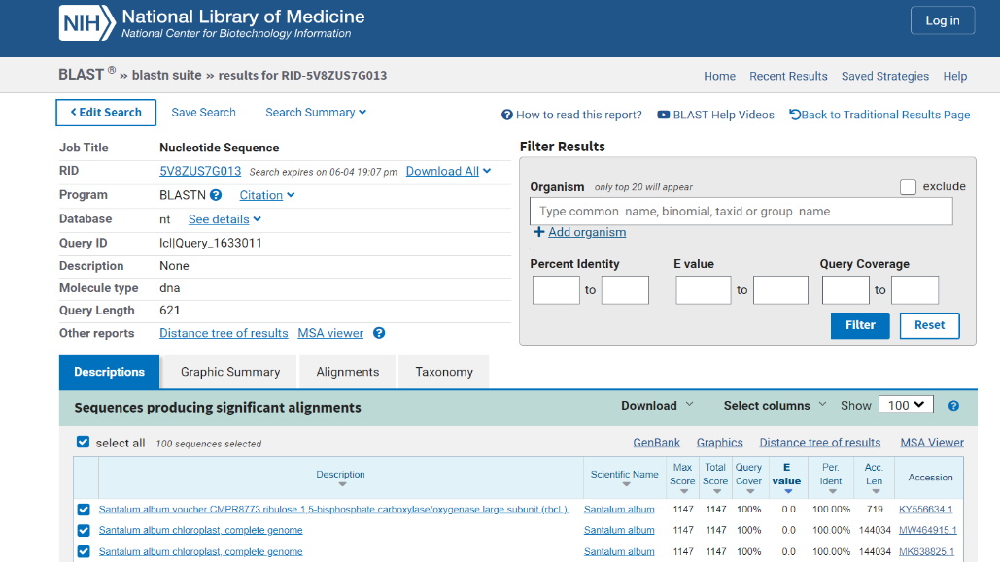 NIH National Library of Medicine
National Center for Biotechnology Information
Log in
BLAST ® » blastn suite » results for RID-5V8ZUS7G013
Home Recent Results Saved Strategies Help
Edit Search Save Search Search Summary
How to read this report? BLAST Help Videos Back to Traditional Results Page
Job Title Nucleotide Sequence
RID 5V8ZUS7G013 Search expires on 06-04 19:07 pm Download All
Program BLASTN Citation
Database nt See details
Query ID lcl|Query_1633011
Description None
Molecule type dna
Query Length 621
Other reports Distance tree of results MSA viewer
Filter Results
Organism only top 20 will appear exclude
Type common name, binomial, taxid or group name
+ Add organism
Percent Identity E value Query Coverage
to to to
Filter Reset
Descriptions Graphic Summary Alignments Taxonomy
Sequences producing significant alignments Download Select columns Show 100
select all 100 sequences selected GenBank Graphics Distance tree of results MSA Viewer
Description Scientific Name Max Score Total Score Query Cover E value Per. Ident Acc. Len Accession
Santalum album voucher CMPR8773 ribulose 1,5-bisphosphate carboxylase/oxygenase large subunit (rbcL) ... Santalum album 1147 1147 100% 0.0 100.00% 719 KY556634.1
Santalum album chloroplast, complete genome Santalum album 1147 1147 100% 0.0 100.00% 144034 MW464915.1
Santalum album chloroplast, complete genome Santalum album 1147 1147 100% 0.0 100.00% 144034 MK638825.1